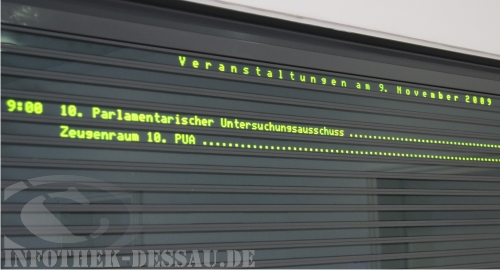 Veranstaltungen am 9. November 2009
9:00 10. Parlamentarischer Untersuchungsausschuss ........................
Zeugenraum 10. PUA ................................................
INFOTHEK-DESSAU.DE